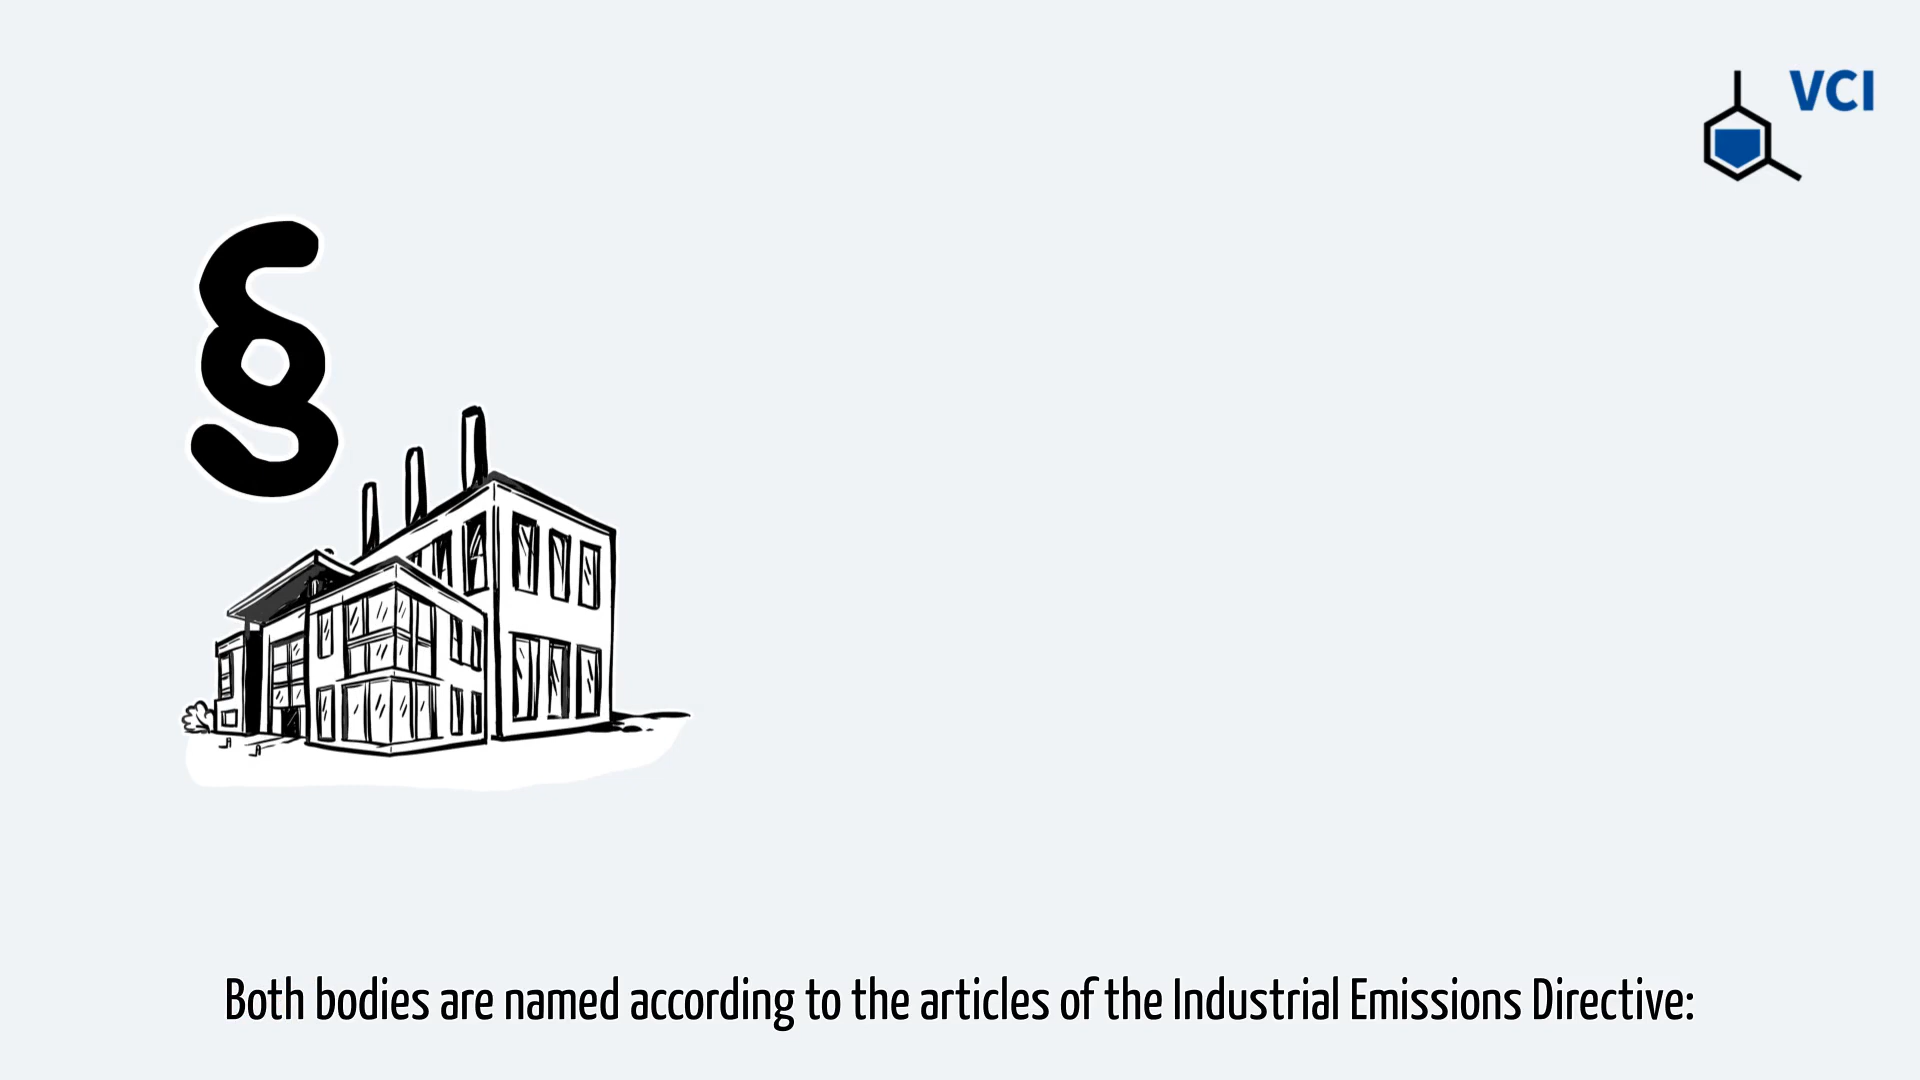 VCI
§
Both bodies are named according to the articles of the Industrial Emissions Directive: